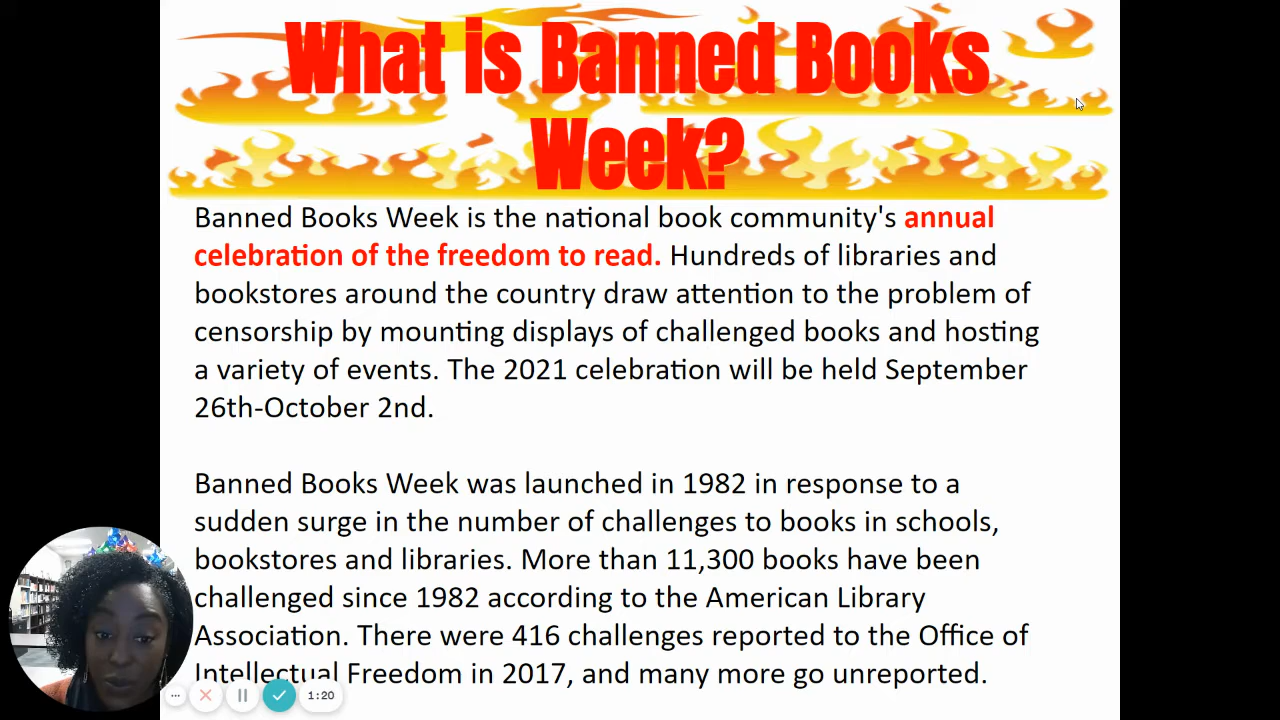 What is Banned Books
Week?
Banned Books Week is the national book community's annual
celebration of the freedom to read. Hundreds of libraries and
bookstores around the country draw attention to the problem of
censorship by mounting displays of challenged books and hosting
a variety of events. The 2021 celebration will be held September
26th-October 2nd.
Banned Books Week was launched in 1982 in response to a
sudden surge in the number of challenges to books in schools,
bookstores and libraries. More than 11,300 books have been
challenged since 1982 according to the American Library
Association. There were 416 challenges reported to the Office of
Intellectual Freedom in 2017, and many more go unreported.
1:20